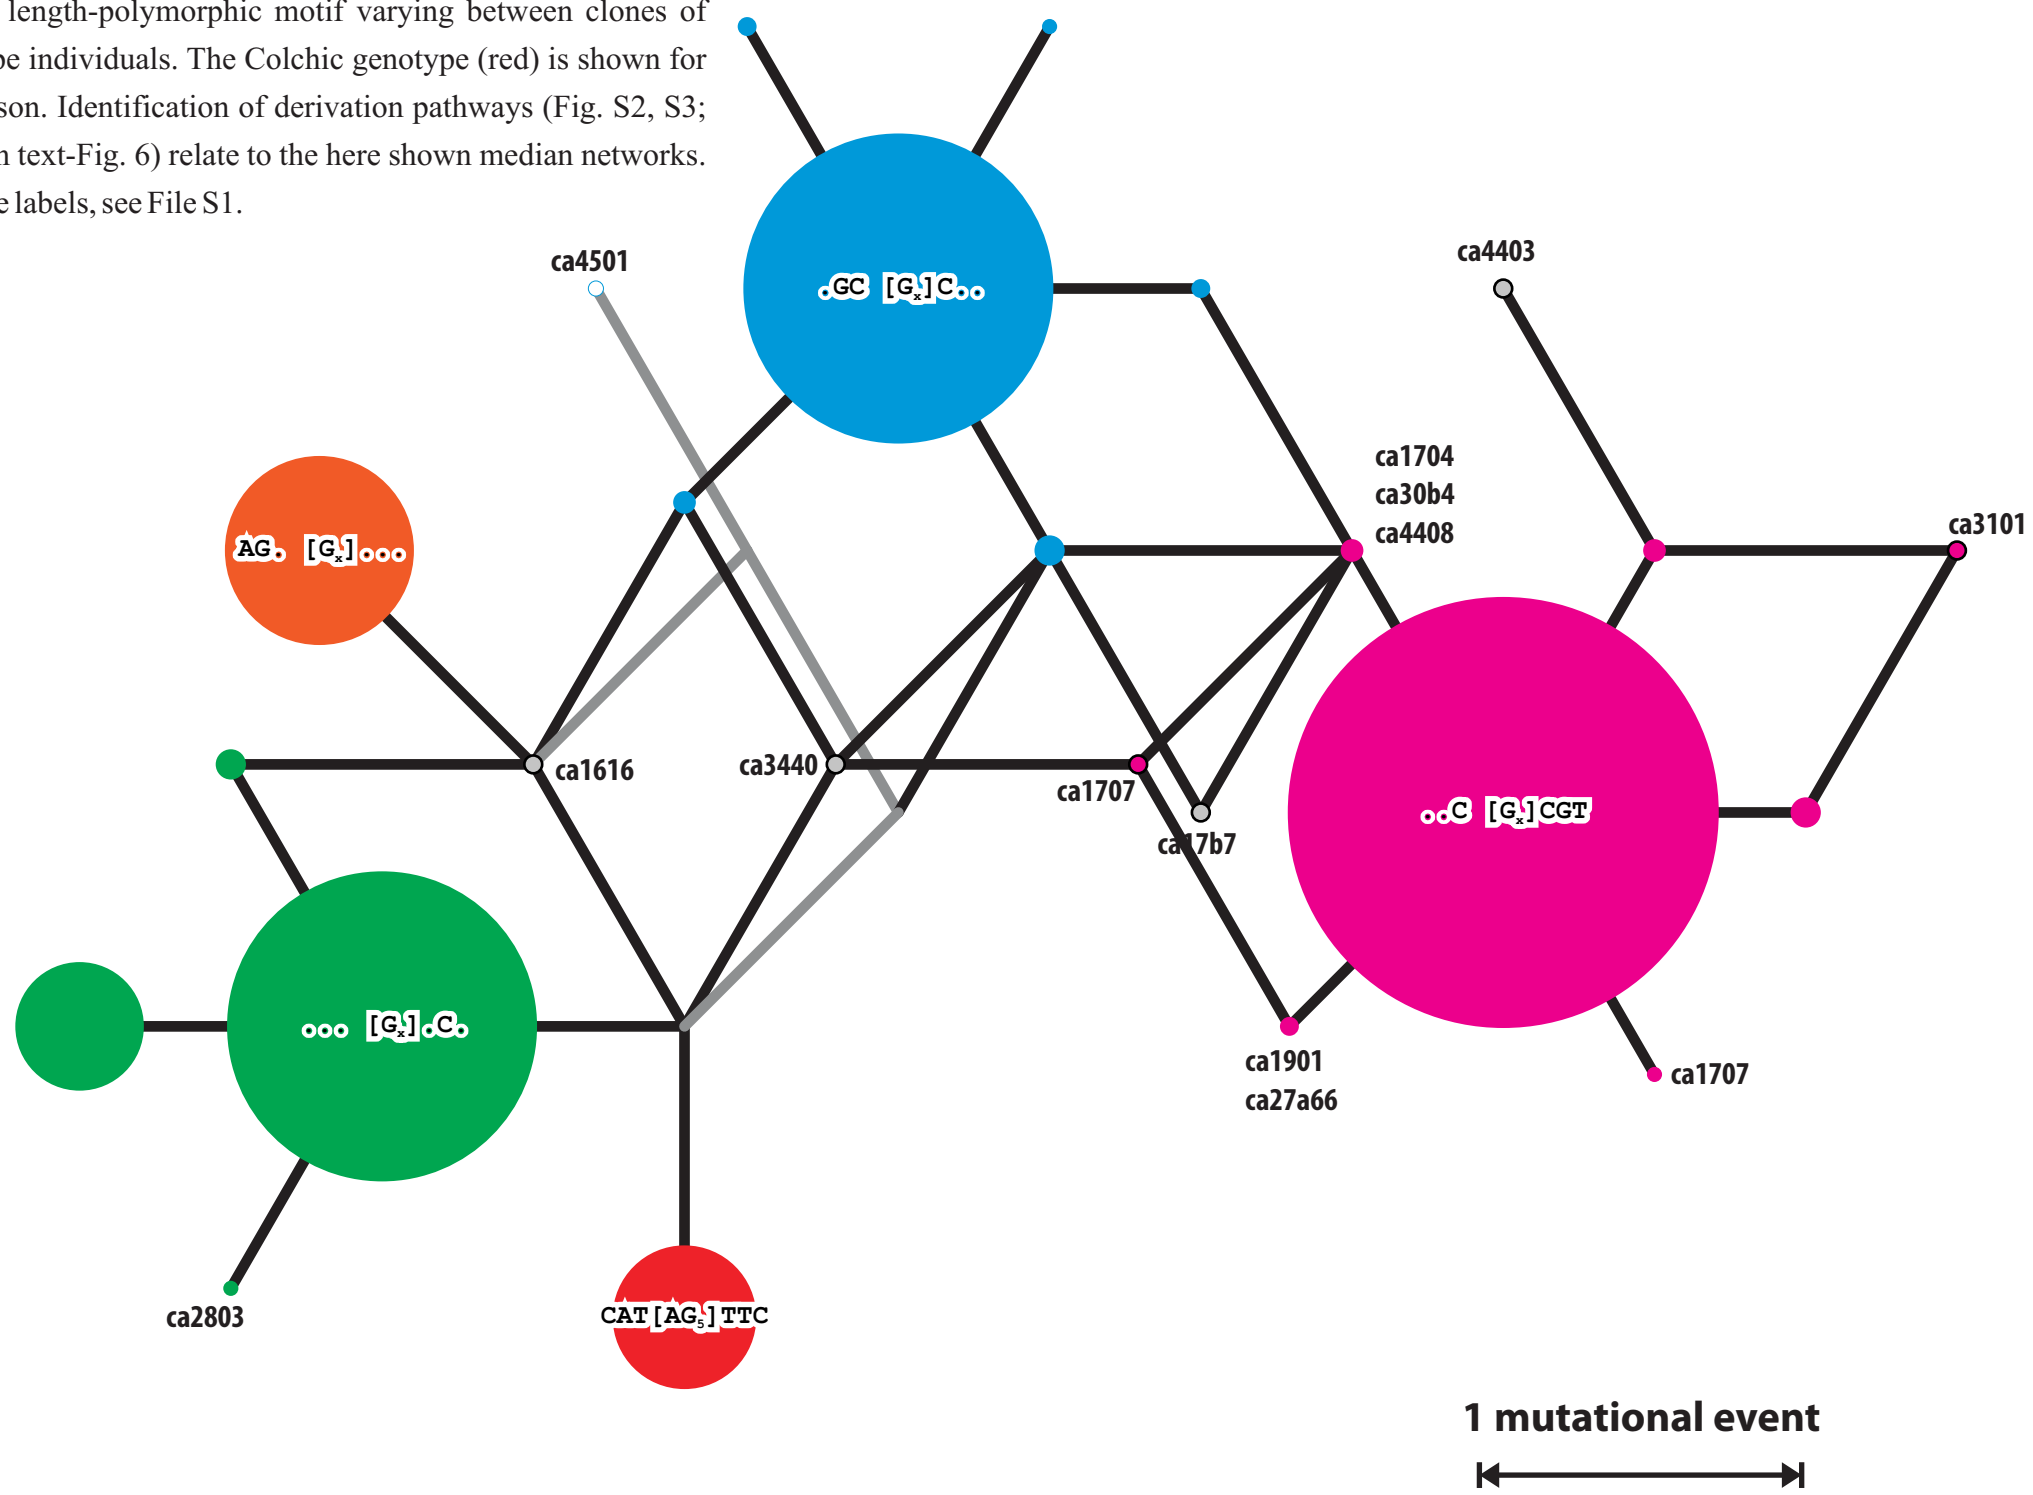 length-polymorphic motif varying between clones of
individuals. The Colchic genotype (red) is shown for
Identification of derivation pathways (Fig. S2, S3;
text-Fig. 6) relate to the here shown median networks.
labels, see File S1.
ca4501
ca4403
.GC [Gx]C..
ca1704
ca30b4
ca4408
ca3101
AG. [Gx]...
ca1616
ca3440
ca1707
ca17b7
..C [Gx]CGT
... [Gx].C.
ca1901
ca27a66
ca1707
ca2803
CAT[AG5]TTC
1 mutational event